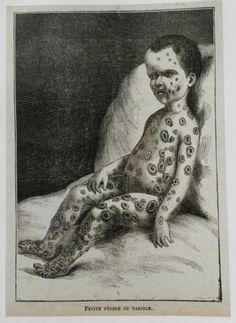 PETITE VÉROLE OU VARIOLE.